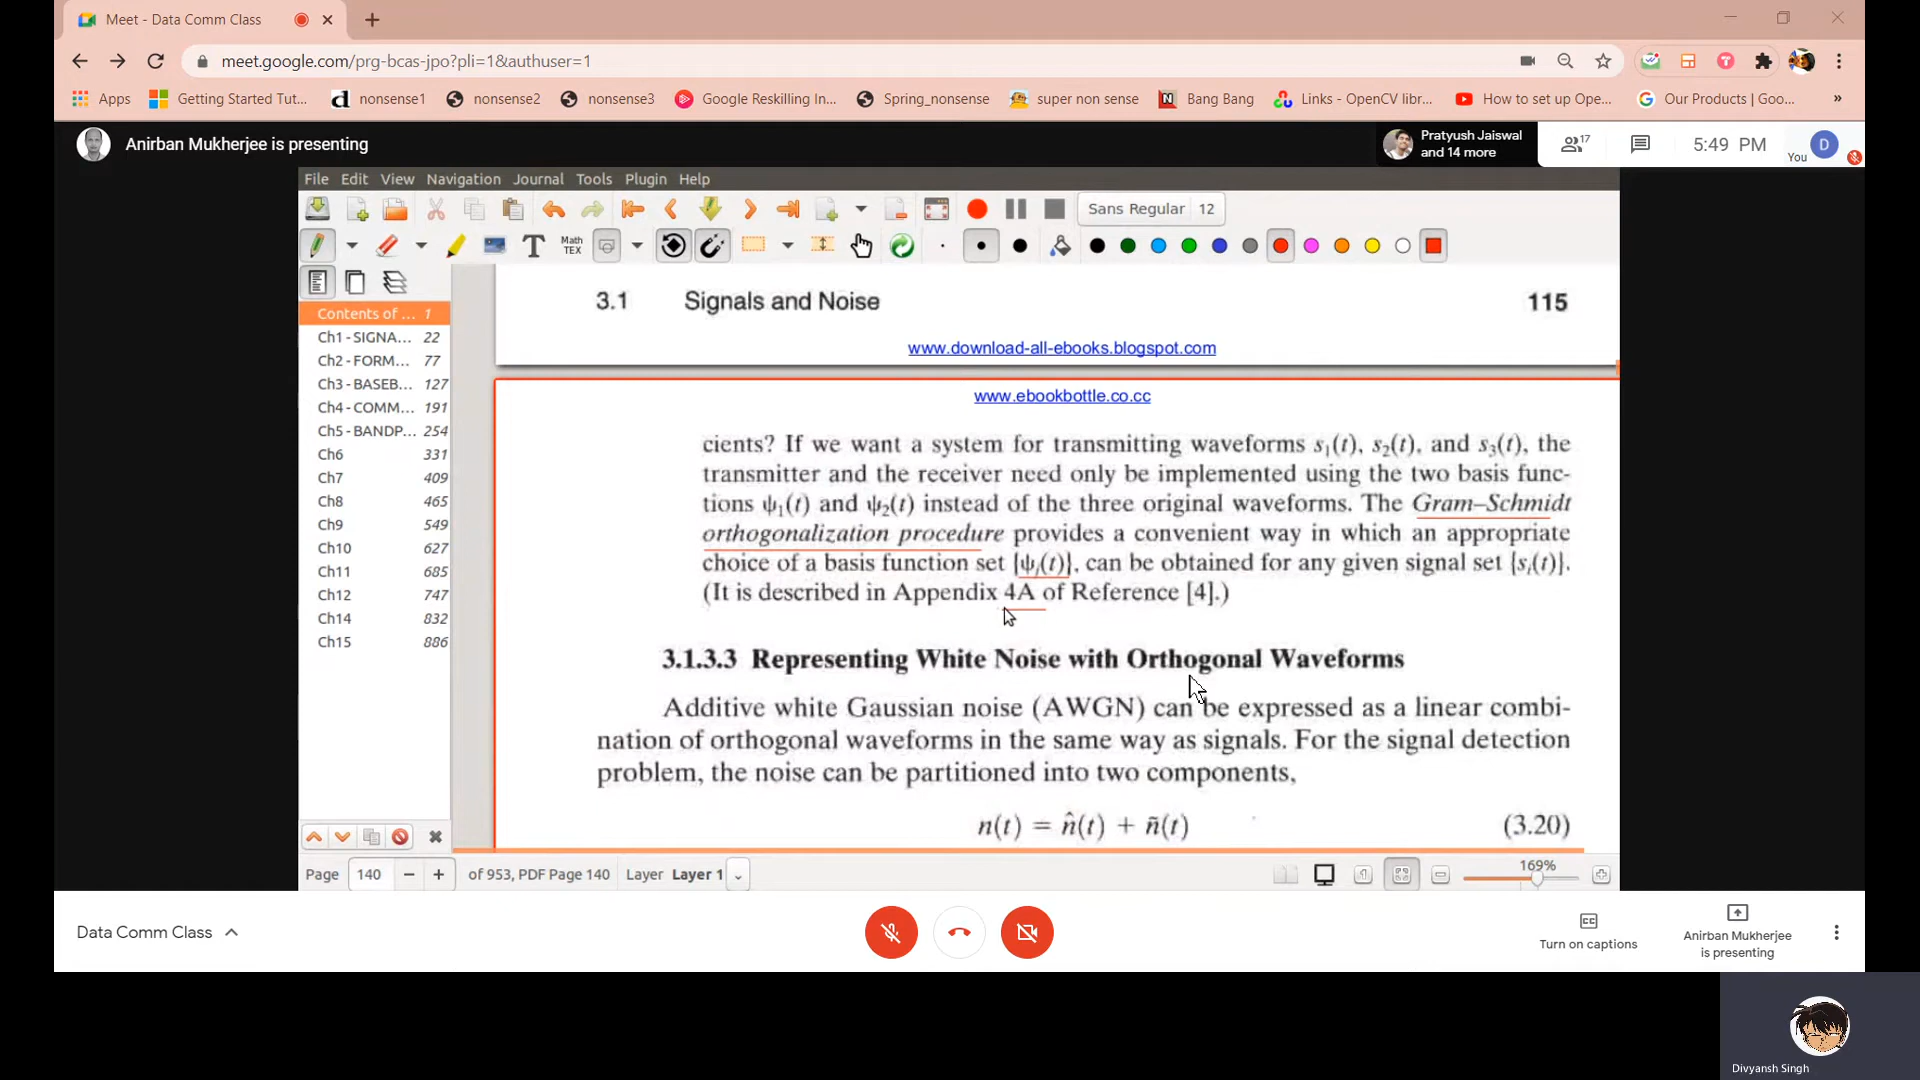 Meet - Data Comm Class
meet.google.com/prg-bcas-jpo?pli=1&authuser=1
Apps Getting Started Tut... nonsense1 nonsense2 nonsense3 Google Reskilling In... Spring_nonsense super non sense Bang Bang Links - OpenCV libr... How to set up Ope... Our Products | Goo... »
Anirban Mukherjee is presenting
Pratyush Jaiswal
and 14 more
17
5:49 PM
You
D
File Edit View Navigation Journal Tools Plugin Help
Sans Regular 12
T Math TEX
Contents of ... 1
Ch1 - SIGNA... 22
Ch2 - FORM... 77
Ch3 - BASEB... 127
Ch4 - COMM... 191
Ch5 - BANDP... 254
Ch6 331
Ch7 409
Ch8 465
Ch9 549
Ch10 627
Ch11 685
Ch12 747
Ch14 832
Ch15 886
3.1 Signals and Noise 115
www.download-all-ebooks.blogspot.com
www.ebookbottle.co.cc
cients? If we want a system for transmitting waveforms s₁(t), s₂(t), and s₃(t), the
transmitter and the receiver need only be implemented using the two basis func-
tions ψ₁(t) and ψ₂(t) instead of the three original waveforms. The Gram–Schmidt
orthogonalization procedure provides a convenient way in which an appropriate
choice of a basis function set {ψⱼ(t)}, can be obtained for any given signal set {sᵢ(t)}.
(It is described in Appendix 4A of Reference [4].)
3.1.3.3 Representing White Noise with Orthogonal Waveforms
Additive white Gaussian noise (AWGN) can be expressed as a linear combi-
nation of orthogonal waveforms in the same way as signals. For the signal detection
problem, the noise can be partitioned into two components,
n(t) = n̂(t) + ñ(t) (3.20)
Page 140 − + of 953, PDF Page 140 Layer Layer 1
169%
Data Comm Class
CC
Turn on captions
Anirban Mukherjee
is presenting
Divyansh Singh